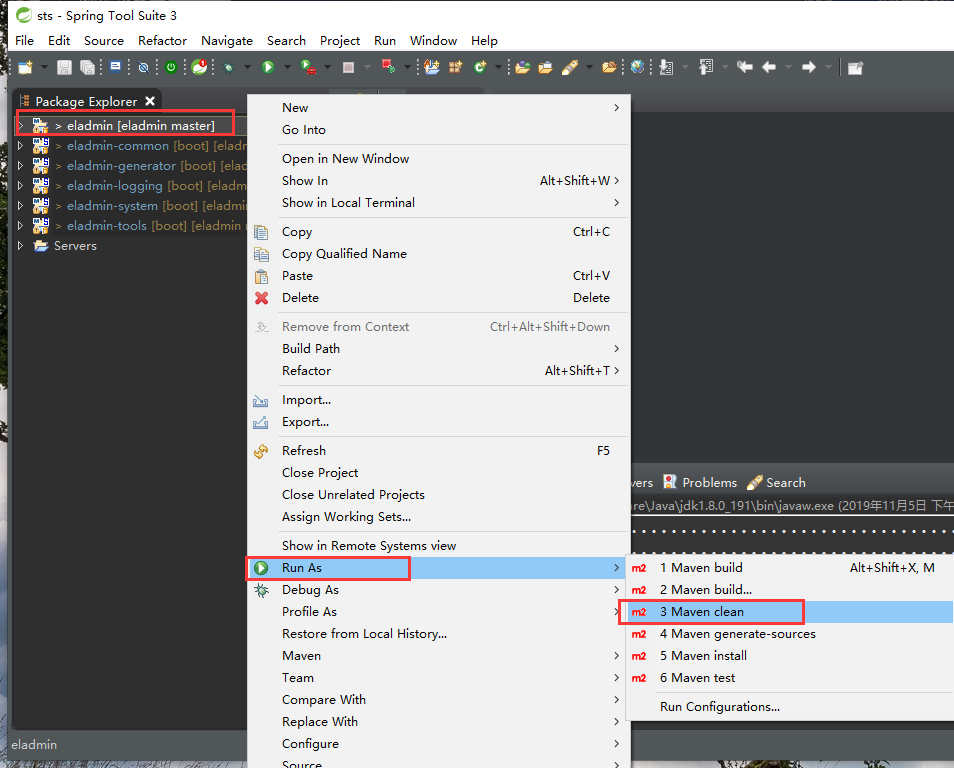 sts - Spring Tool Suite 3
File Edit Source Refactor Navigate Search Project Run Window Help
Package Explorer
> eladmin [eladmin master]
> eladmin-common [boot] [eladm
> eladmin-generator [boot] [elad
> eladmin-logging [boot] [eladm
> eladmin-system [boot] [eladmin
> eladmin-tools [boot] [eladmin
Servers
New
Go Into
Open in New Window
Show In Alt+Shift+W >
Show in Local Terminal
Copy Ctrl+C
Copy Qualified Name
Paste Ctrl+V
Delete Delete
Remove from Context Ctrl+Alt+Shift+Down
Build Path
Refactor Alt+Shift+T >
Import...
Export...
Refresh F5
Close Project
Close Unrelated Projects
Assign Working Sets...
Show in Remote Systems view
Run As
Debug As
Profile As
Restore from Local History...
Maven
Team
Compare With
Replace With
Configure
Source
vers Problems Search
re\Java\jdk1.8.0_191\bin\javaw.exe (2019年11月5日 下午
m2 1 Maven build Alt+Shift+X, M
m2 2 Maven build...
m2 3 Maven clean
m2 4 Maven generate-sources
m2 5 Maven install
m2 6 Maven test
Run Configurations...
eladmin